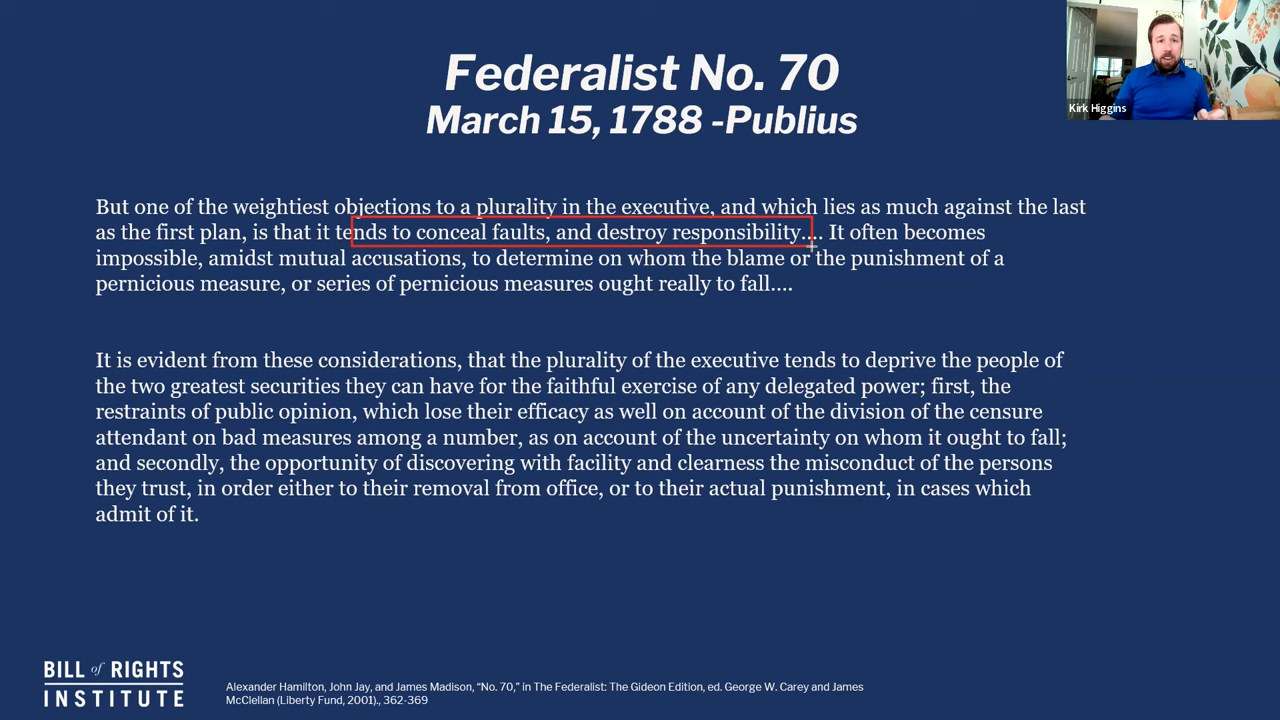 Federalist No. 70
March 15, 1788 -Publius
Kirk Higgins
But one of the weightiest objections to a plurality in the executive, and which lies as much against the last
as the first plan, is that it tends to conceal faults, and destroy responsibility.... It often becomes
impossible, amidst mutual accusations, to determine on whom the blame or the punishment of a
pernicious measure, or series of pernicious measures ought really to fall....
It is evident from these considerations, that the plurality of the executive tends to deprive the people of
the two greatest securities they can have for the faithful exercise of any delegated power; first, the
restraints of public opinion, which lose their efficacy as well on account of the division of the censure
attendant on bad measures among a number, as on account of the uncertainty on whom it ought to fall;
and secondly, the opportunity of discovering with facility and clearness the misconduct of the persons
they trust, in order either to their removal from office, or to their actual punishment, in cases which
admit of it.
BILL of RIGHTS
INSTITUTE
Alexander Hamilton, John Jay, and James Madison, “No. 70,” in The Federalist: The Gideon Edition, ed. George W. Carey and James
McClellan (Liberty Fund, 2001)., 362-369